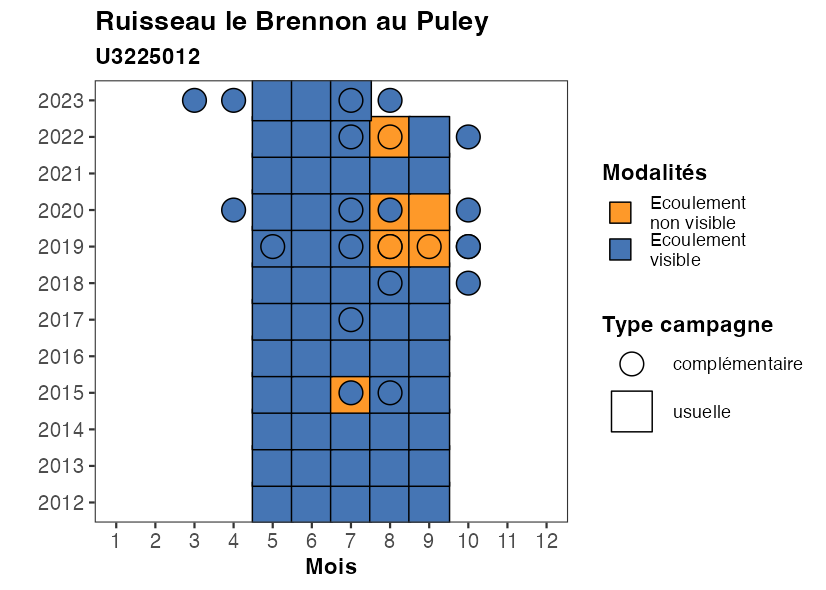 Ruisseau le Brennon au Puley
U3225012
2023
2022
2021
2020
2019
2018
2017
2016
2015
2014
2013
2012
1 2 3 4 5 6 7 8 9 10 11 12
Mois
Modalités
Ecoulement
non visible
Ecoulement
visible
Type campagne
complémentaire
usuelle